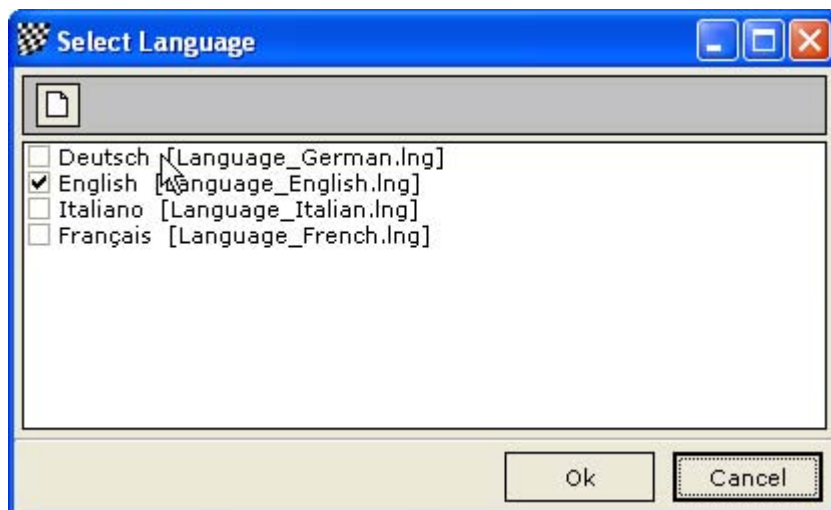 Select Language
Deutsch [Language_German.lng]
English [Language_English.lng]
Italiano [Language_Italian.lng]
Français [Language_French.lng]
Ok Cancel